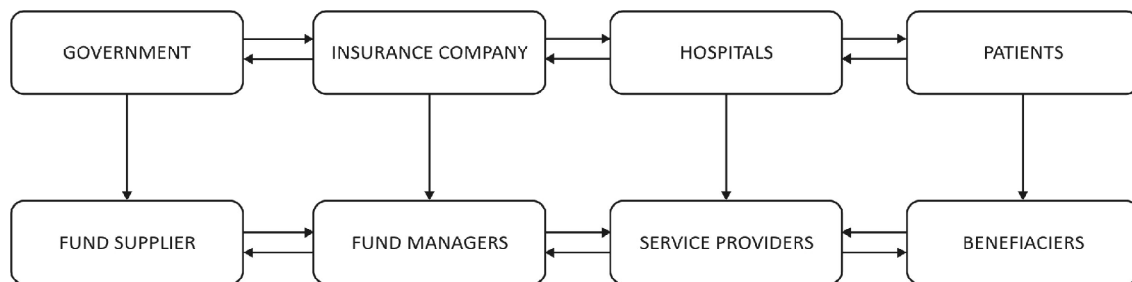 GOVERNMENT
INSURANCE COMPANY
HOSPITALS
PATIENTS
FUND SUPPLIER
FUND MANAGERS
SERVICE PROVIDERS
BENEFIACIERS